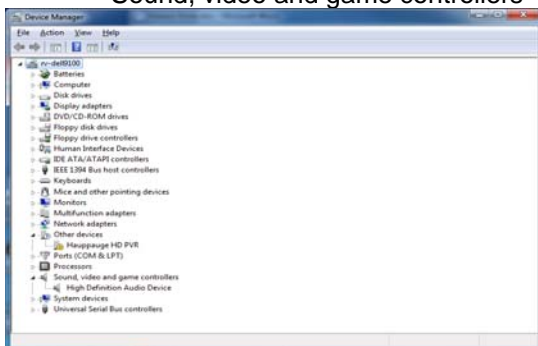 Sound, video and game controllers
Device Manager
File Action View Help
rv-dell9100
Batteries
Computer
Disk drives
Display adapters
DVD/CD-ROM drives
Floppy disk drives
Floppy drive controllers
Human Interface Devices
IDE ATA/ATAPI controllers
IEEE 1394 Bus host controllers
Keyboards
Mice and other pointing devices
Monitors
Multifunction adapters
Network adapters
Other devices
Hauppauge HD PVR
Ports (COM & LPT)
Processors
Sound, video and game controllers
High Definition Audio Device
System devices
Universal Serial Bus controllers